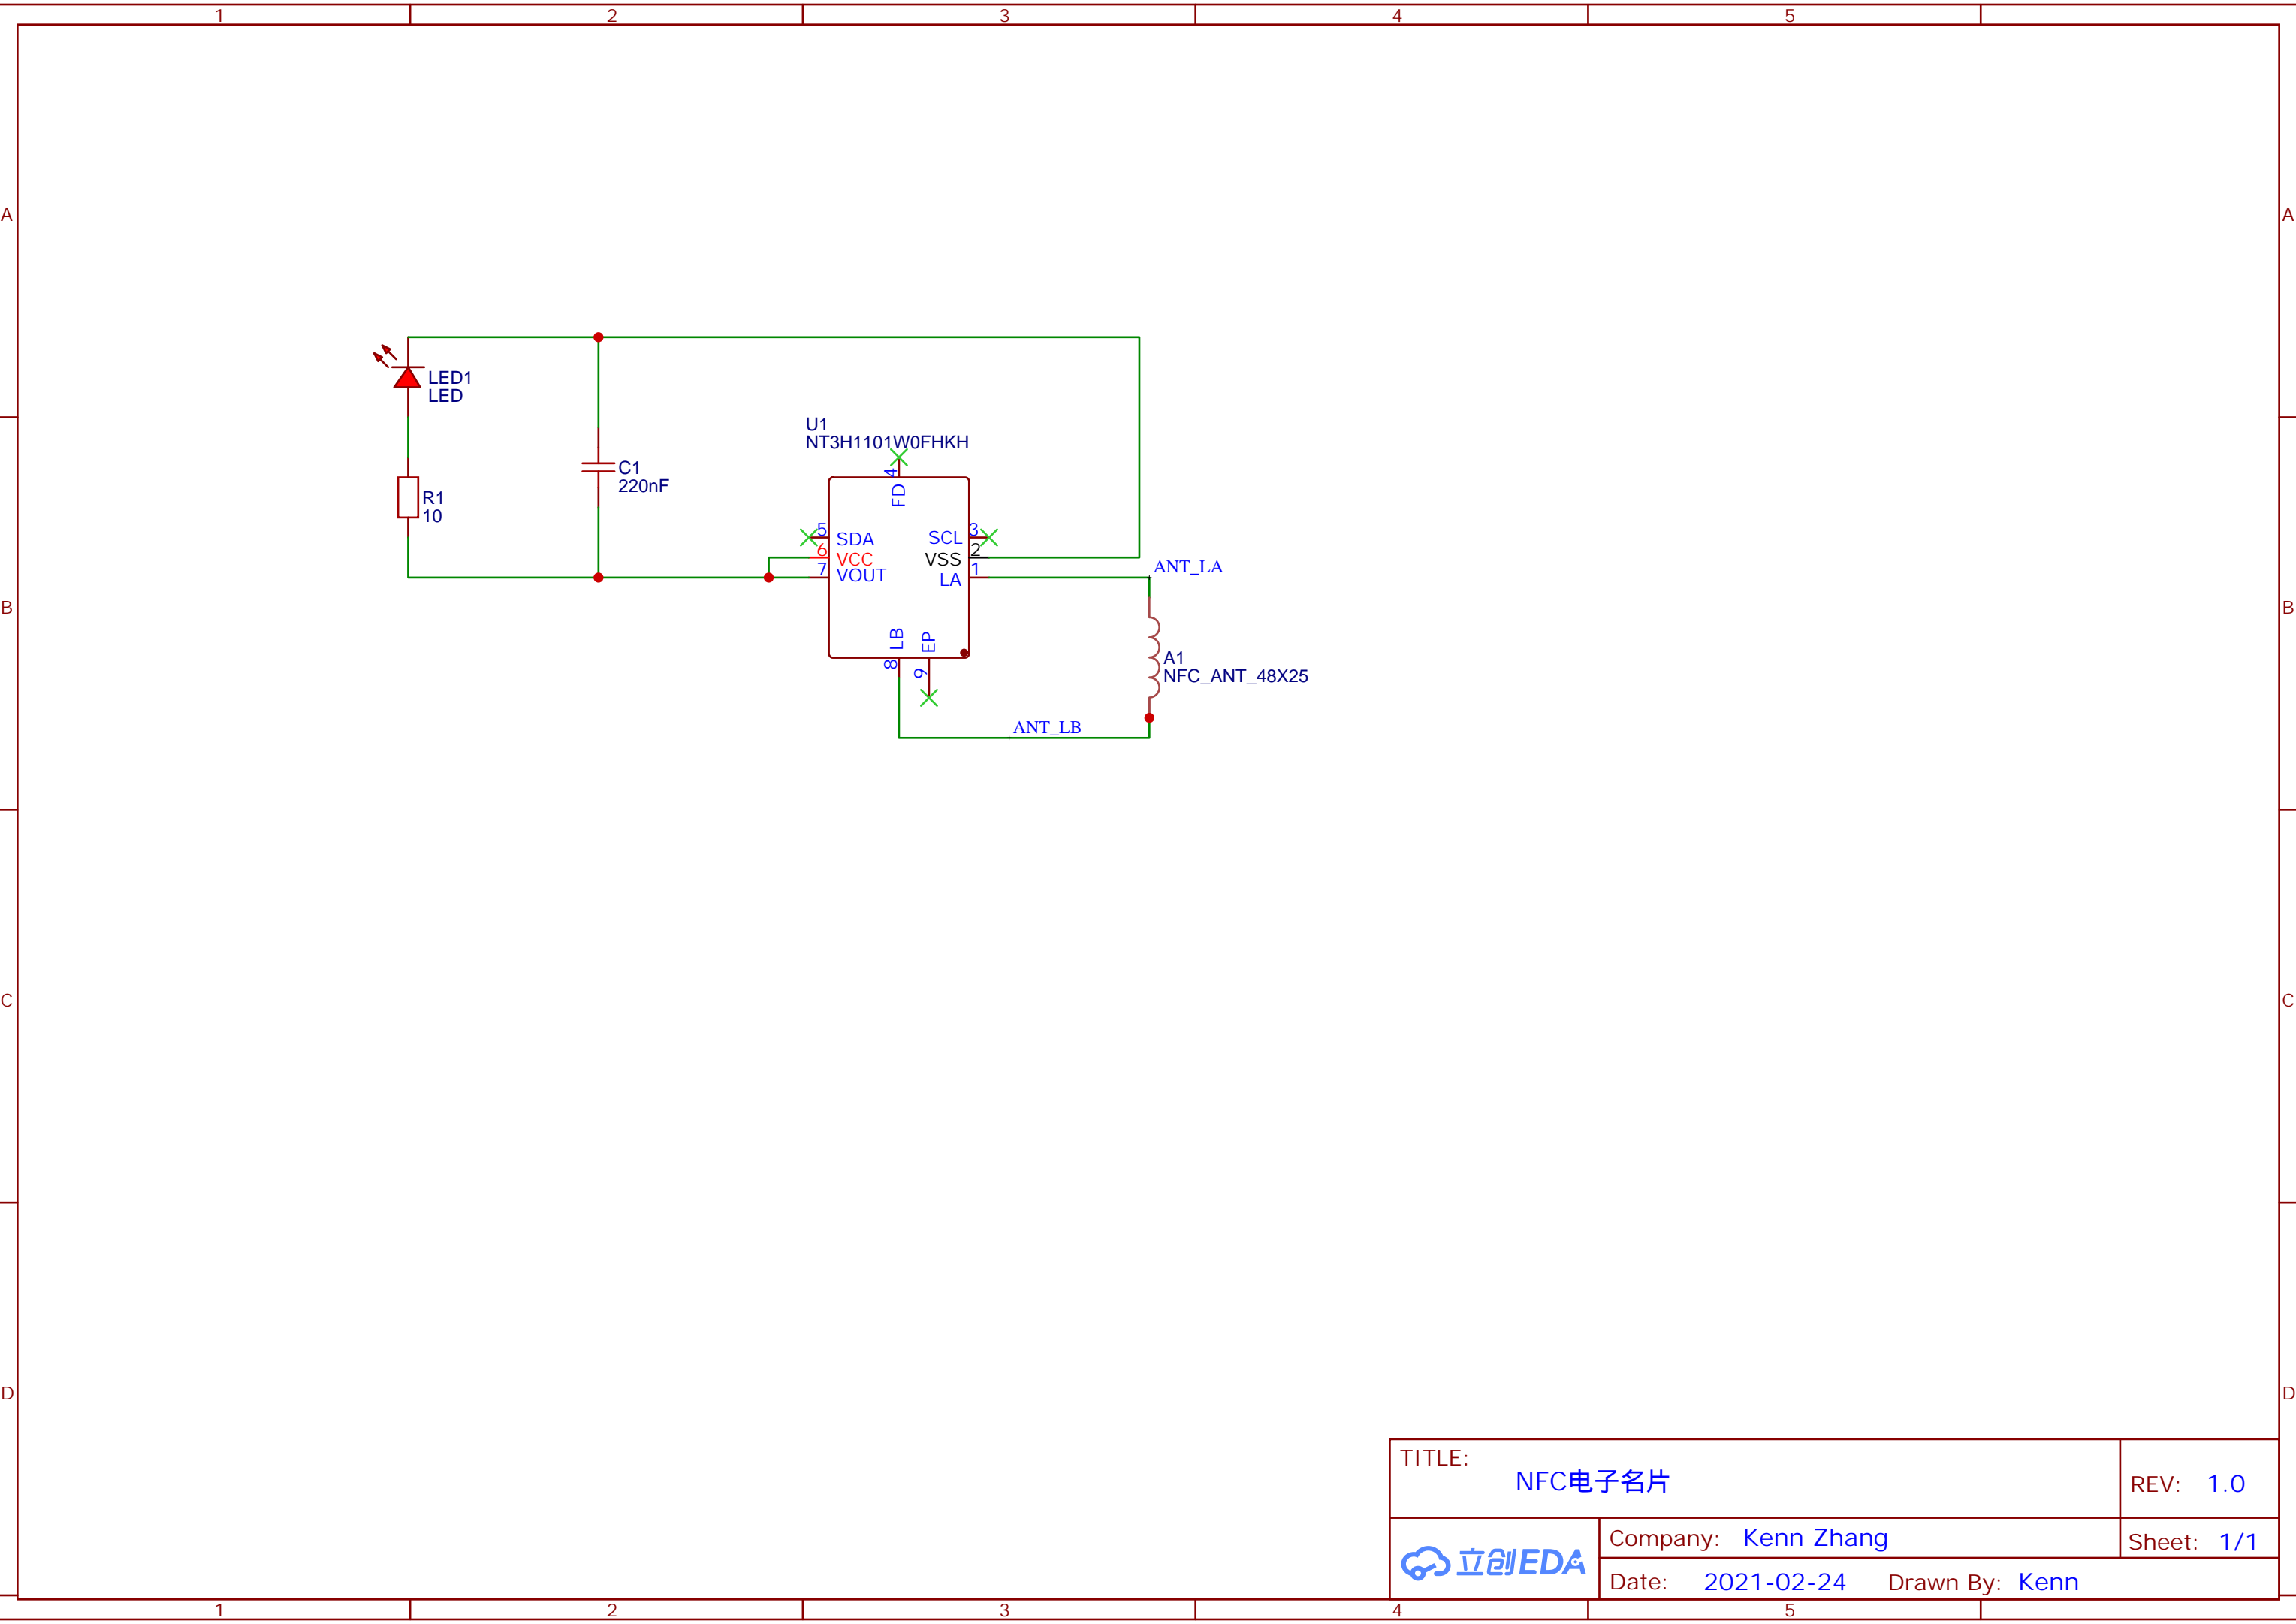 1 2 3 4 5
A A
LED1
LED
U1
NT3H1101W0FHKH
4
FD
C1
220nF
R1
10
5 SDA SCL 3
6 VCC VSS 2
7 VOUT LA 1
ANT_LA
B B
LB EP
8 9
A1
NFC_ANT_48X25
ANT_LB
C C
D D
TITLE:
NFC电子名片
REV: 1.0
立创EDA
Company: Kenn Zhang
Sheet: 1/1
Date: 2021-02-24 Drawn By: Kenn
1 2 3 4 5